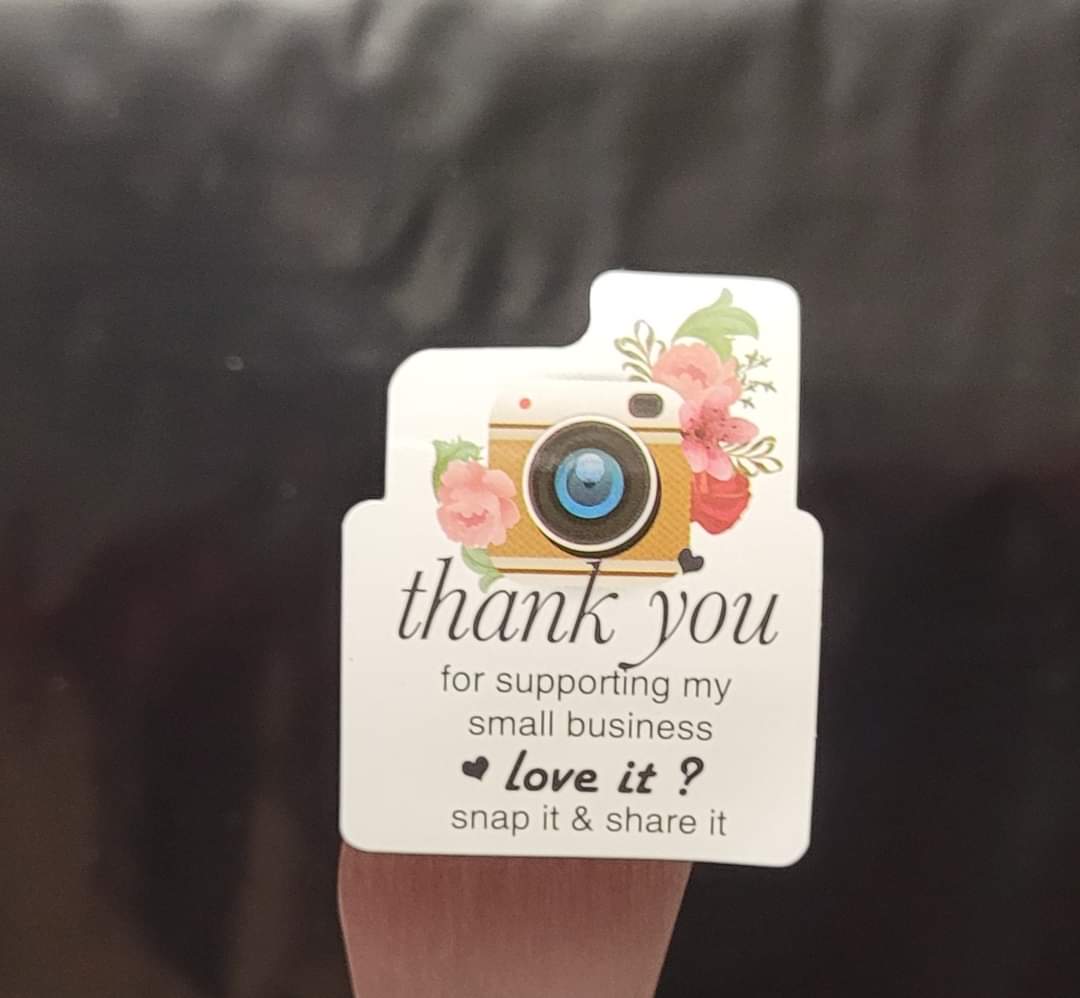 thank you
for supporting my
small business
love it ?
snap it & share it